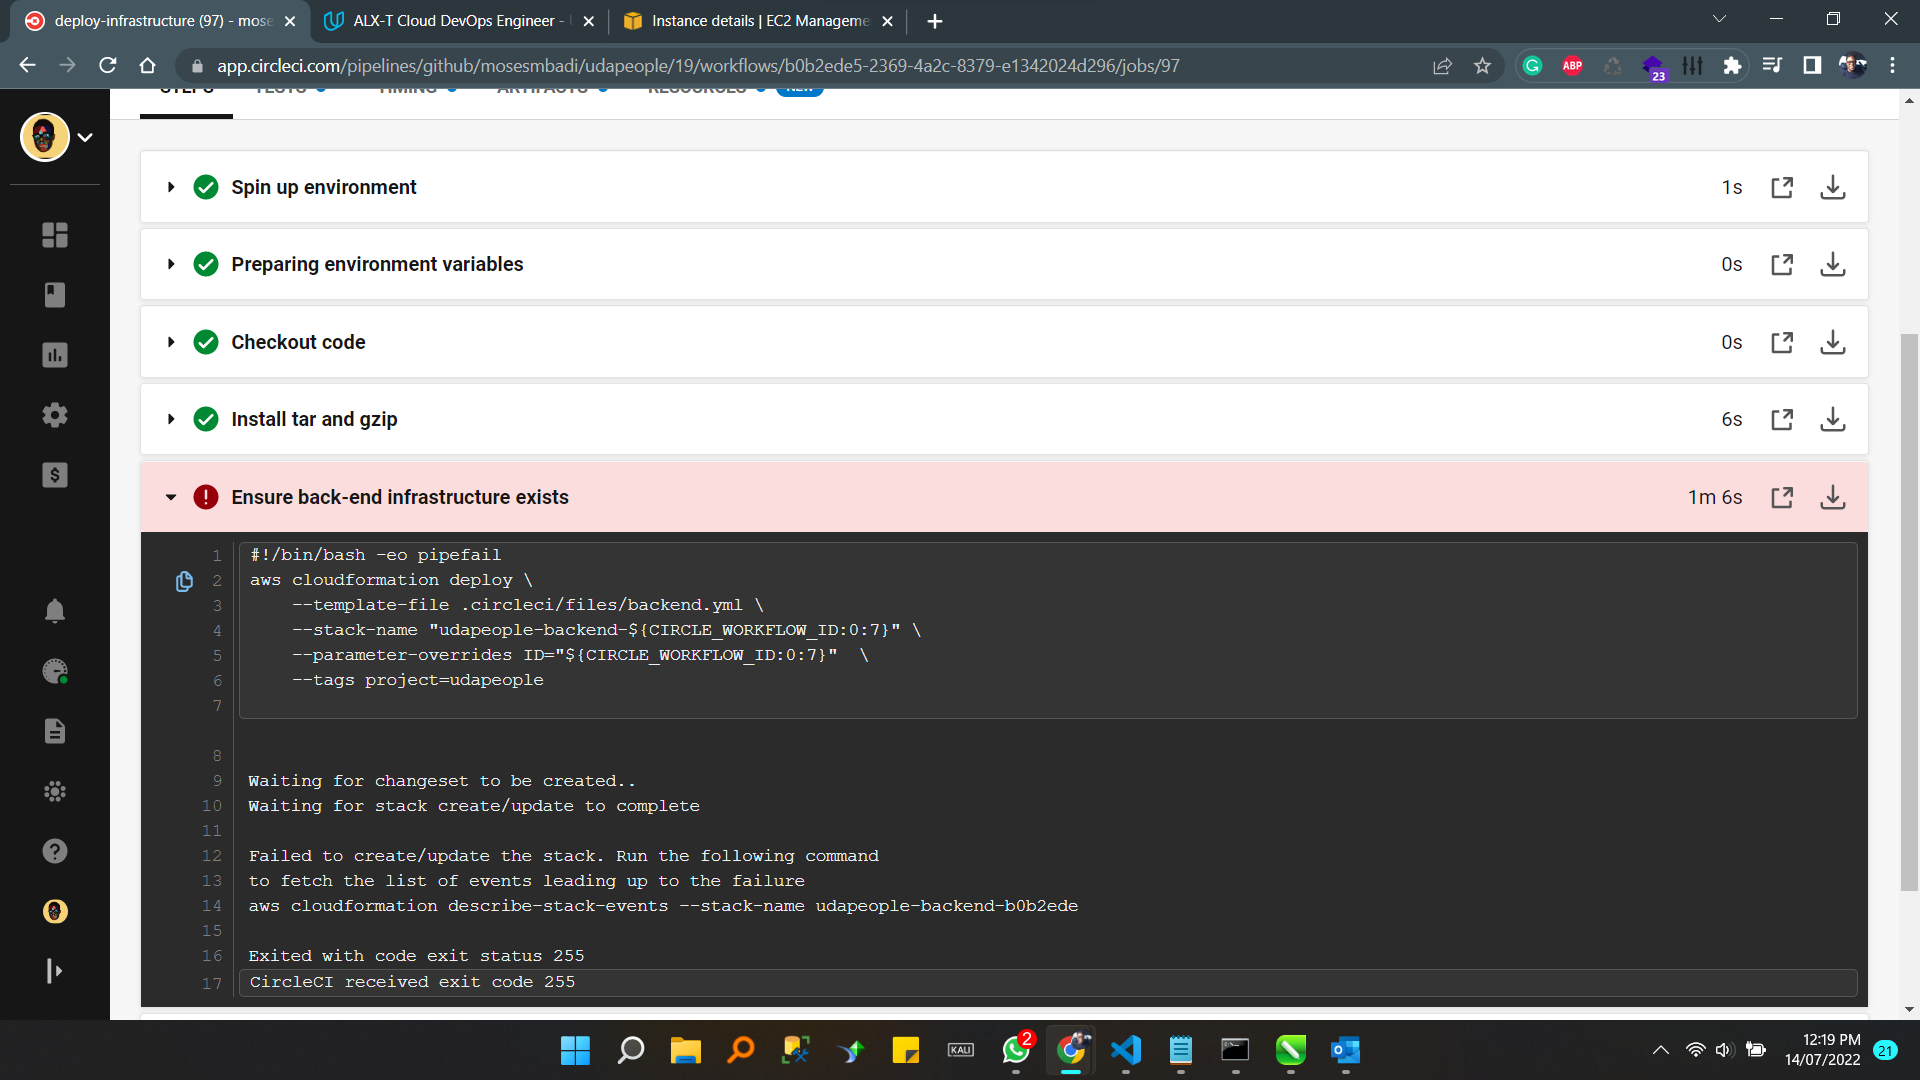 deploy-infrastructure (97) - mose
ALX-T Cloud DevOps Engineer -
Instance details | EC2 Manageme
app.circleci.com/pipelines/github/mosesmbadi/udapeople/19/workflows/b0b2ede5-2369-4a2c-8379-e1342024d296/jobs/97
ABP
23
STEPS
TESTS
TIMING
ARTIFACTS
RESOURCES
NEW
Spin up environment
1s
Preparing environment variables
0s
Checkout code
0s
Install tar and gzip
6s
Ensure back-end infrastructure exists
1m 6s
1 #!/bin/bash -eo pipefail
2 aws cloudformation deploy \
3 --template-file .circleci/files/backend.yml \
4 --stack-name "udapeople-backend-${CIRCLE_WORKFLOW_ID:0:7}" \
5 --parameter-overrides ID="${CIRCLE_WORKFLOW_ID:0:7}" \
6 --tags project=udapeople
7
8
9 Waiting for changeset to be created..
10 Waiting for stack create/update to complete
11
12 Failed to create/update the stack. Run the following command
13 to fetch the list of events leading up to the failure
14 aws cloudformation describe-stack-events --stack-name udapeople-backend-b0b2ede
15
16 Exited with code exit status 255
17 CircleCI received exit code 255
KALI
2
12:19 PM
14/07/2022
21